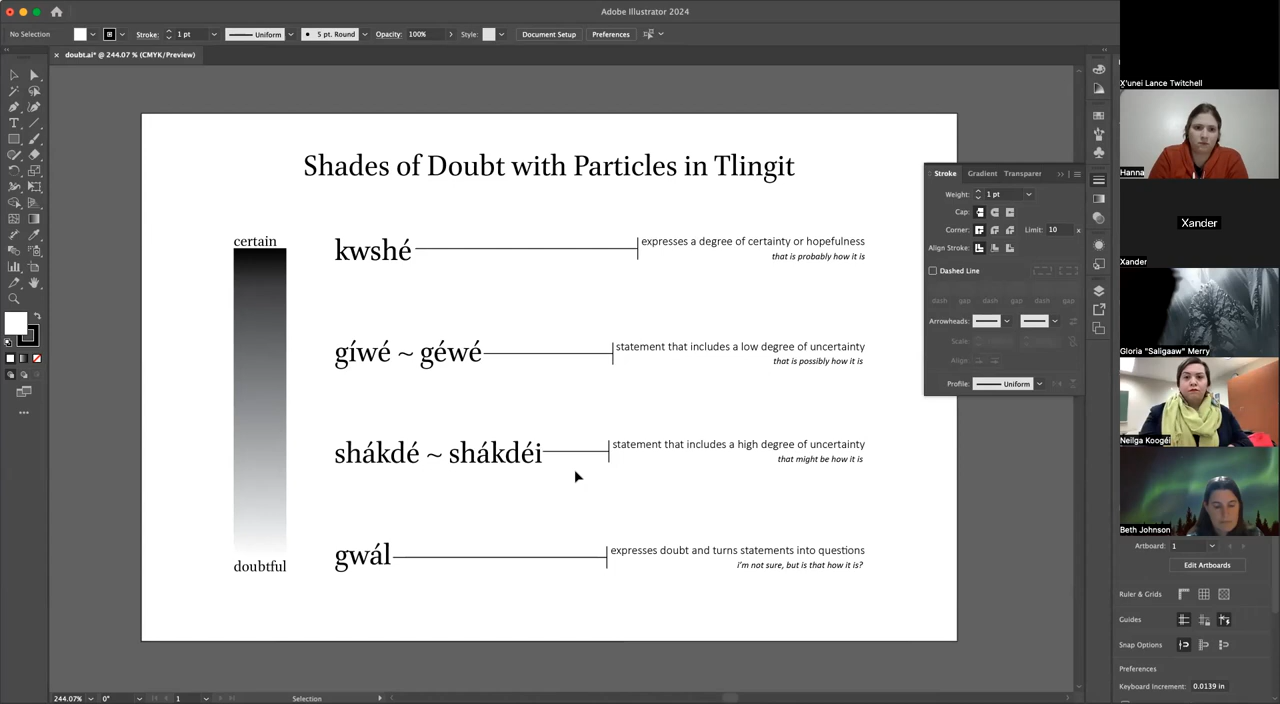 Adobe Illustrator 2024
No Selection
Stroke:
1 pt
Uniform
5 pt. Round
Opacity:
100%
Style:
Document Setup
Preferences
doubt.ai* @ 244.07 % (CMYK/Preview)
Shades of Doubt with Particles in Tlingit
certain
kwshé
expresses a degree of certainty or hopefulness
that is probably how it is
gíwé ~ géwé
statement that includes a low degree of uncertainty
that is possibly how it is
shákdé ~ shákdéi
statement that includes a high degree of uncertainty
that might be how it is
gwál
expresses doubt and turns statements into questions
i'm not sure, but is that how it is?
doubtful
Stroke
Gradient
Transparer
Weight:
1 pt
Cap:
Corner:
Limit:
10
x
Align Stroke:
Dashed Line
dash
gap
dash
gap
dash
gap
Arrowheads:
Scale:
Align:
Profile:
Uniform
X̱'unei Lance Twitchell
Hanna
Xander
Xander
Gloria "Saligaaw" Merry
Neilga Koogéi
Beth Johnson
Artboard:
1
Edit Artboards
Ruler & Grids
Guides
Snap Options
Preferences
Keyboard Increment:
0.0139 in
244.07%
0°
1
Selection